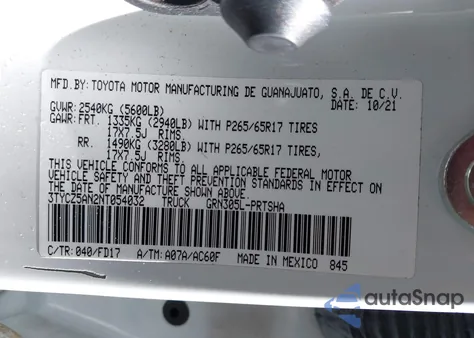 MFD. BY: TOYOTA MOTOR MANUFACTURING DE GUANAJUATO, S.A. DE C.V.
GVWR: 2540KG (5600LB) DATE: 10/21
GAWR: FRT. 1335KG (2940LB) WITH P265/65R17 TIRES
17X7.5J RIMS
RR. 1490KG (3280LB) WITH P265/65R17 TIRES,
17X7.5J RIMS,
THIS VEHICLE CONFORMS TO ALL APPLICABLE FEDERAL MOTOR
VEHICLE SAFETY AND THEFT PREVENTION STANDARDS IN EFFECT ON
THE DATE OF MANUFACTURE SHOWN ABOVE.
3TYCZ5AN2NT054032 TRUCK GRN305L-PRTSHA
C/TR: 040/FD17 A/TM: A07A/AC60F MADE IN MEXICO 845
autoSnap